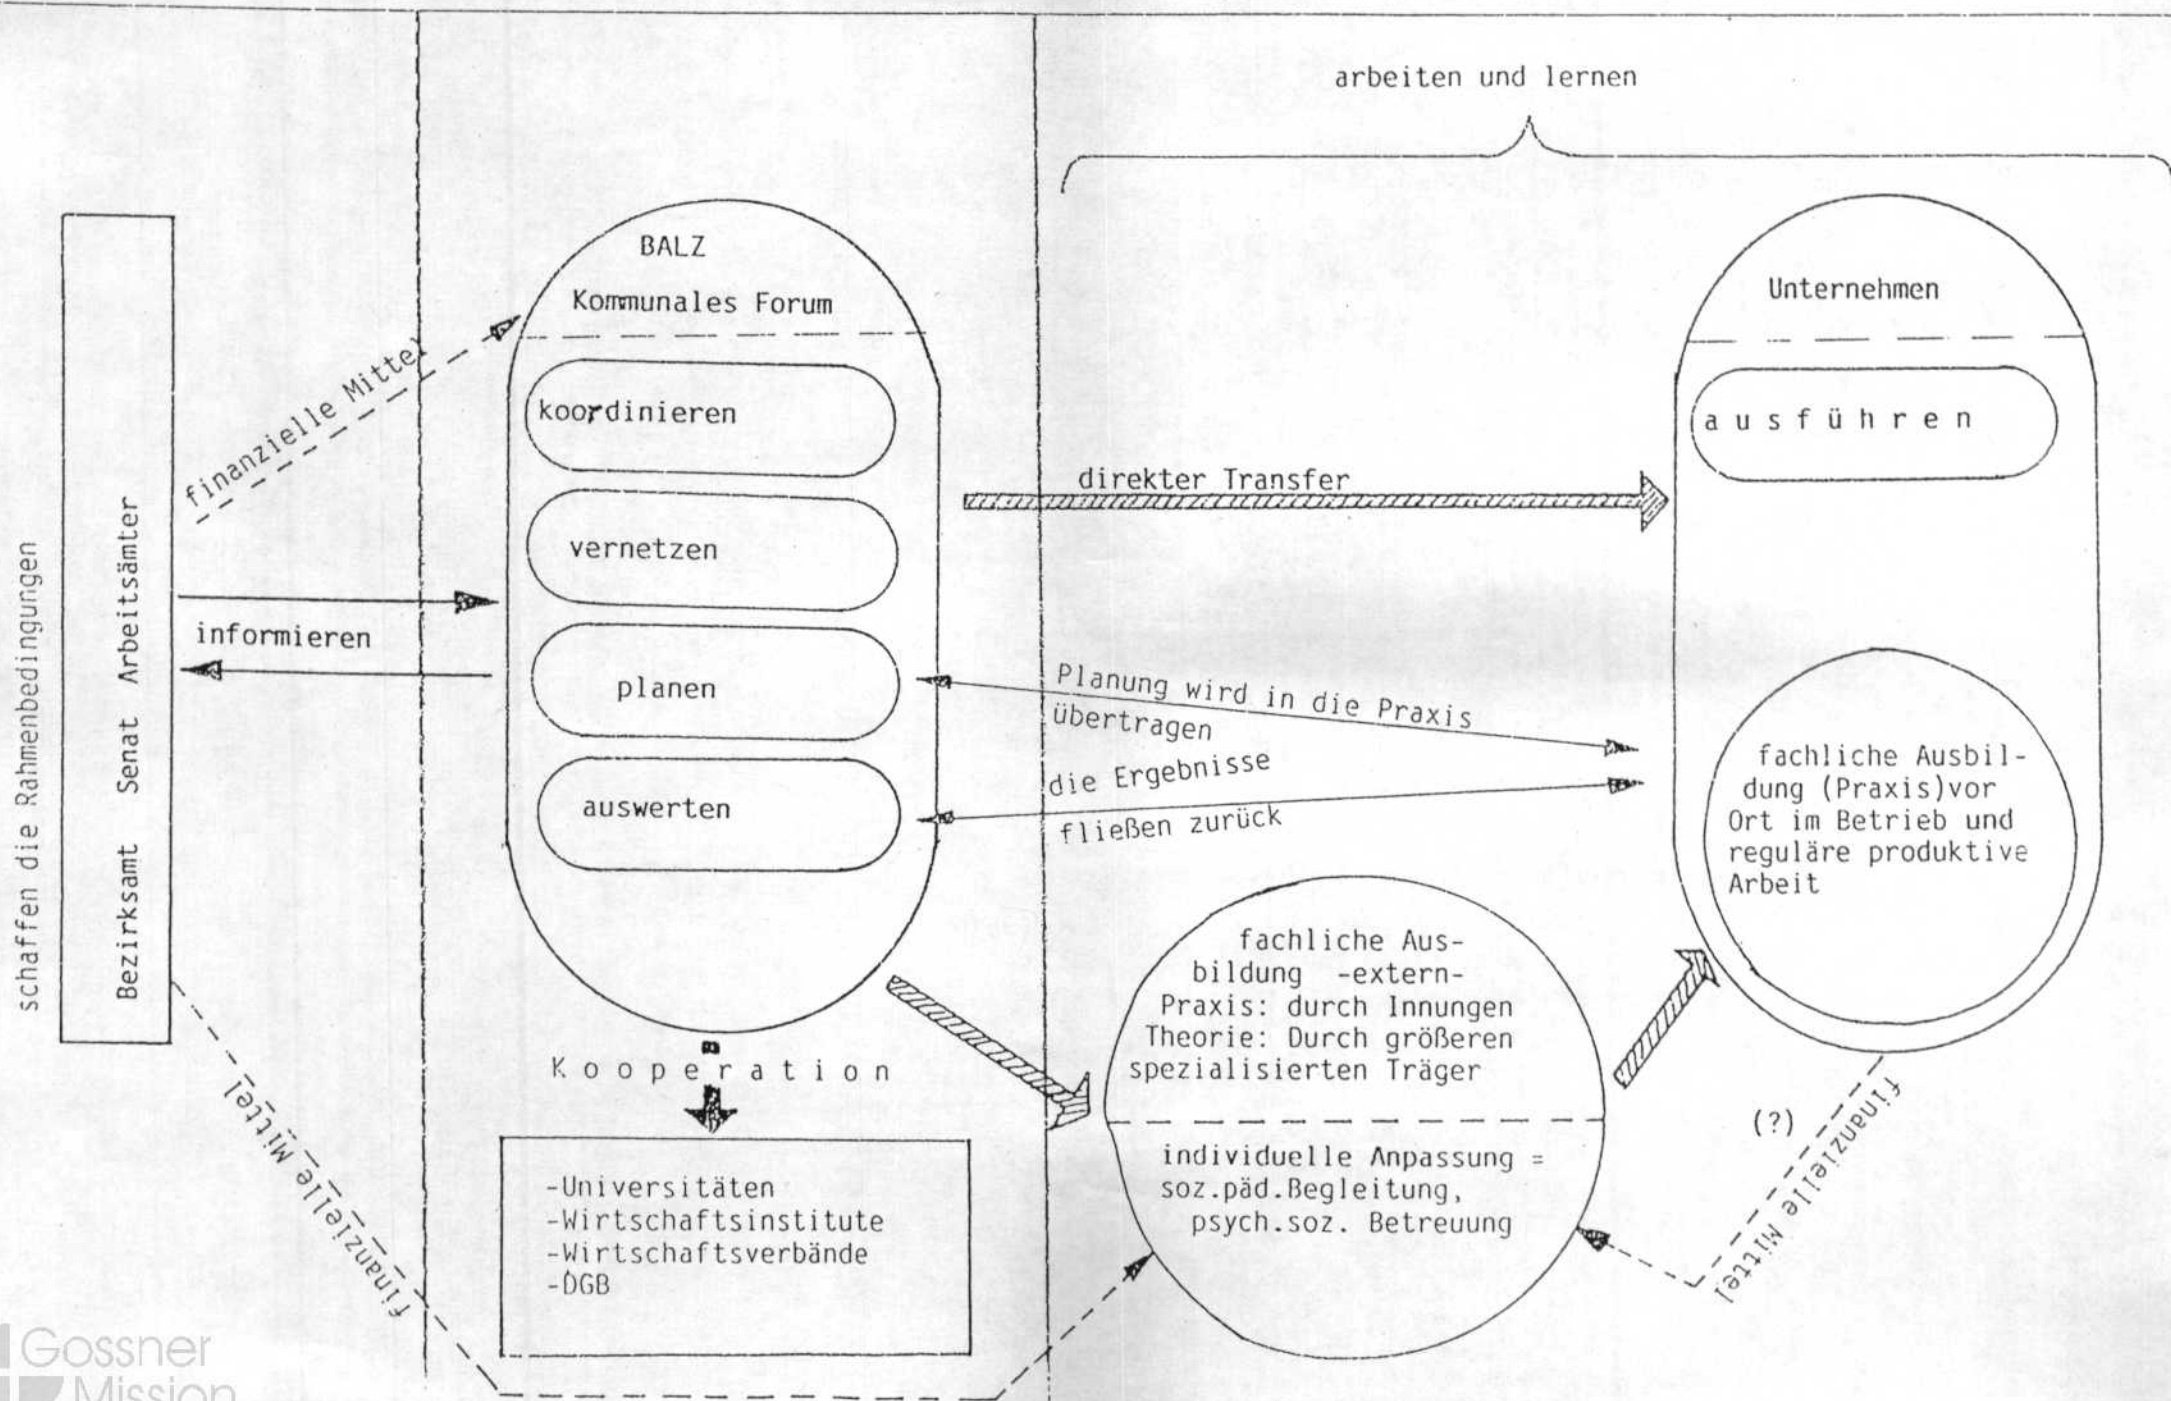 arbeiten und lernen
schaffen die Rahmenbedingungen
Bezirksamt Senat Arbeitsämter
finanzielle Mittel
informieren
finanzielle Mittel
BALZ
Kommunales Forum
koordinieren
vernetzen
planen
auswerten
Kooperation
-Universitäten
-Wirtschaftsinstitute
-Wirtschaftsverbände
-DGB
direkter Transfer
Planung wird in die Praxis
übertragen
die Ergebnisse
fließen zurück
fachliche Aus-
bildung -extern-
Praxis: durch Innungen
Theorie: Durch größeren
spezialisierten Träger
individuelle Anpassung =
soz.päd.Begleitung,
psych.soz. Betreuung
Unternehmen
ausführen
fachliche Ausbil-
dung (Praxis)vor
Ort im Betrieb und
reguläre produktive
Arbeit
(?)
finanzielle Mittel
Gossner
Mission